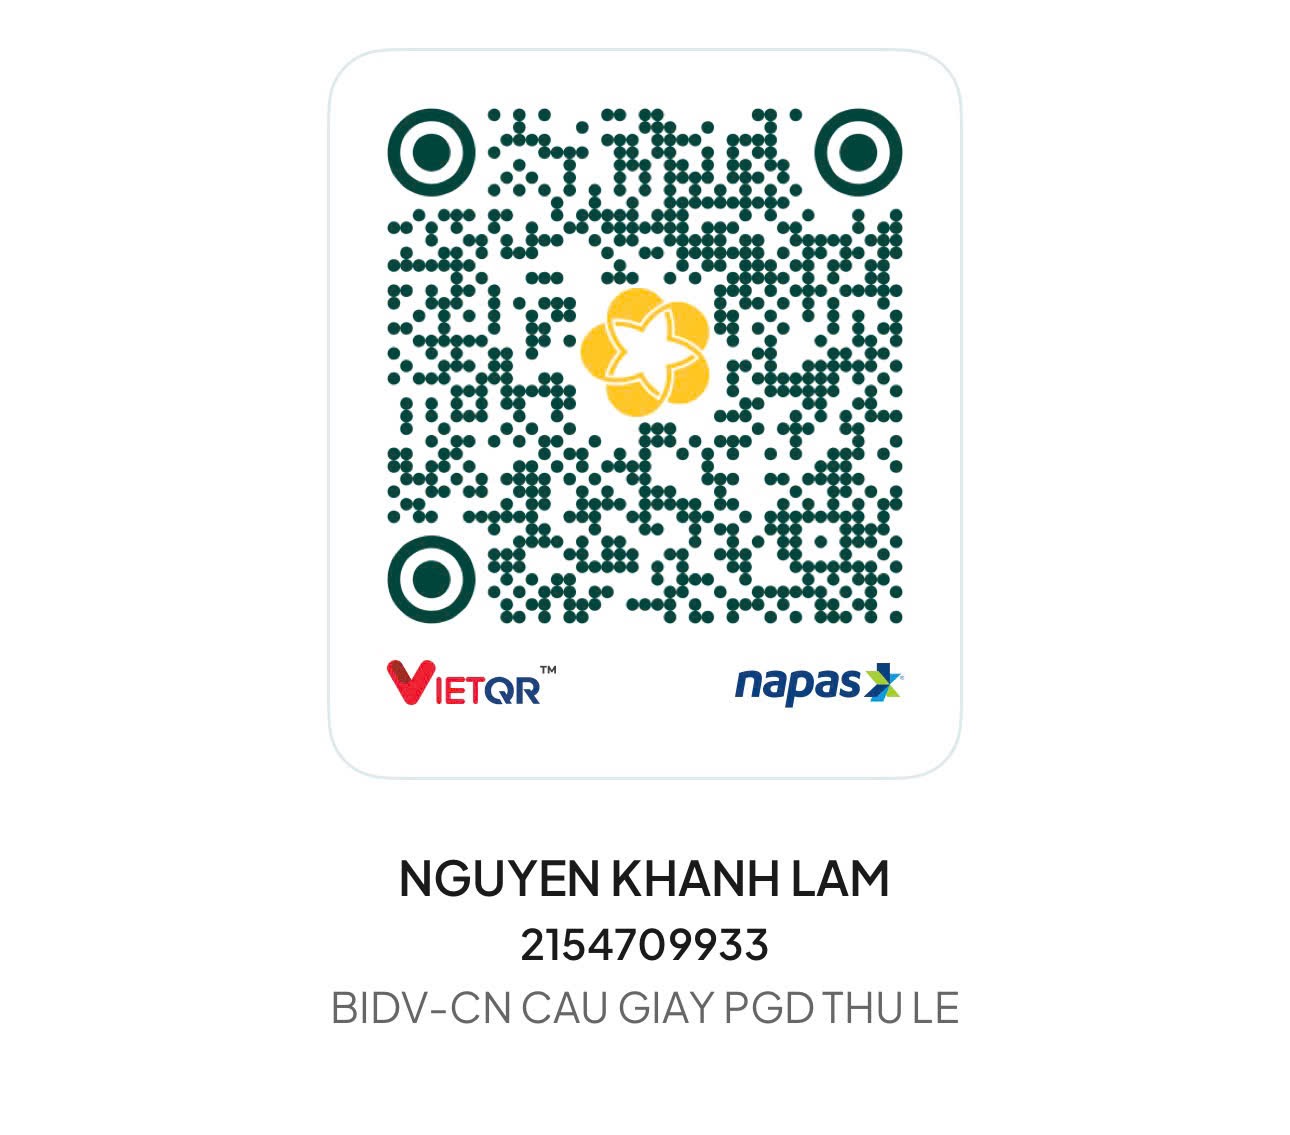 VIETQR™
napas
NGUYEN KHANH LAM
2154709933
BIDV-CN CAU GIAY PGD THU LE